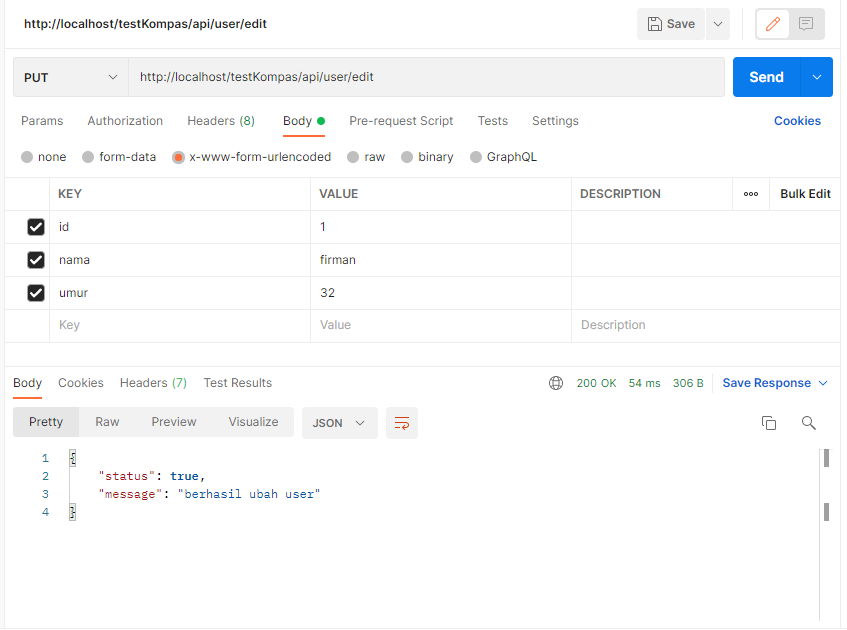 http://localhost/testKompas/api/user/edit Save
PUT http://localhost/testKompas/api/user/edit Send
Params Authorization Headers (8) Body Pre-request Script Tests Settings Cookies
none form-data x-www-form-urlencoded raw binary GraphQL
KEY VALUE DESCRIPTION ooo Bulk Edit
id 1
nama firman
umur 32
Key Value Description
Body Cookies Headers (7) Test Results 200 OK 54 ms 306 B Save Response
Pretty Raw Preview Visualize JSON
1 {
2 "status": true,
3 "message": "berhasil ubah user"
4 }